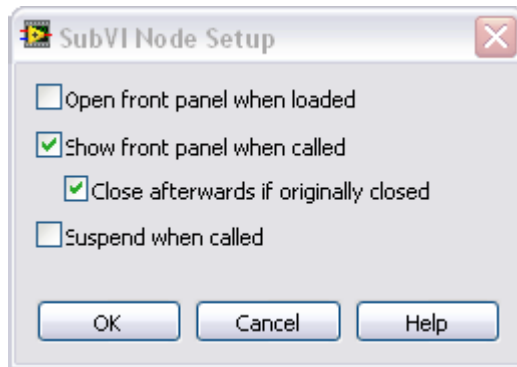 SubVI Node Setup
Open front panel when loaded
Show front panel when called
Close afterwards if originally closed
Suspend when called
OK Cancel Help